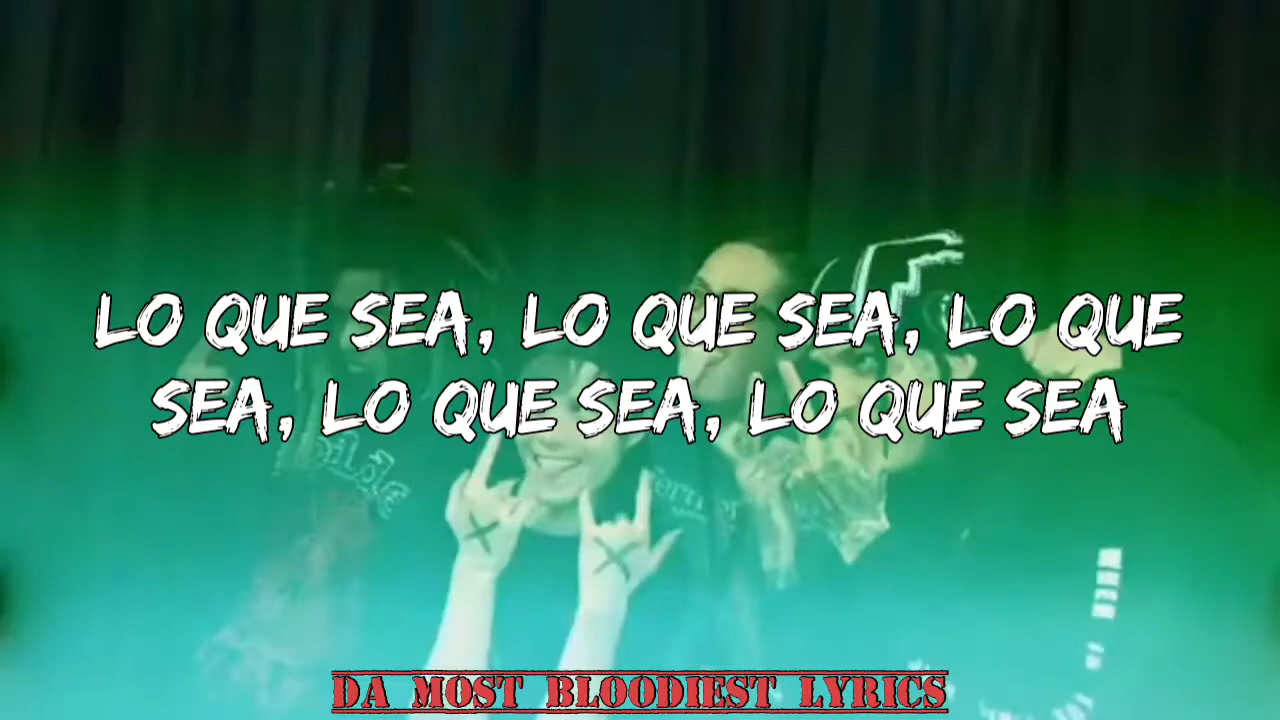 LO QUE SEA, LO QUE SEA, LO QUE
SEA, LO QUE SEA, LO QUE SEA
DA MOST BLOODIEST LYRICS